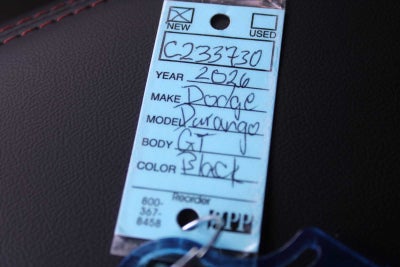 NEW USED
C233730
YEAR 2026
MAKE Dodge
MODEL Durango
BODY GT
COLOR Black
Reorder
800-
367-
8458